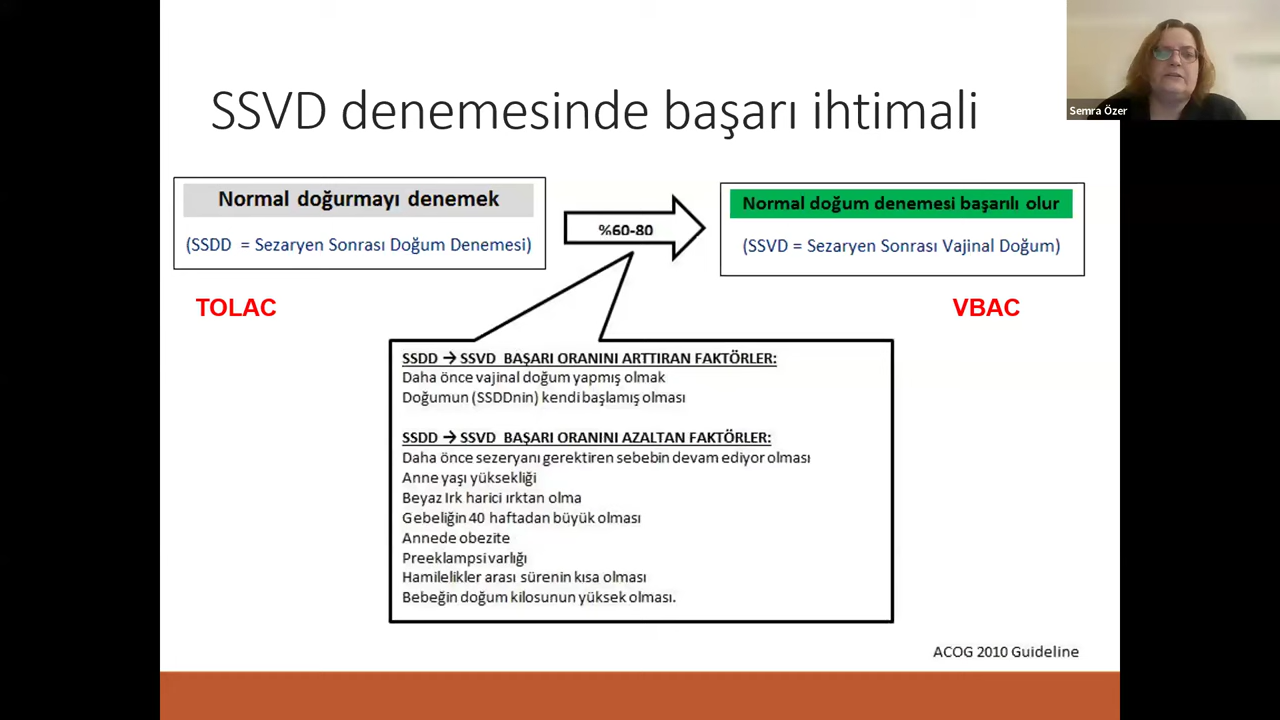 SSVD denemesinde başarı ihtimali
Semra Özer
Normal doğurmayı denemek
(SSDD = Sezaryen Sonrası Doğum Denemesi)
%60-80
Normal doğum denemesi başarılı olur
(SSVD = Sezaryen Sonrası Vajinal Doğum)
TOLAC
VBAC
SSDD → SSVD BAŞARI ORANINI ARTTIRAN FAKTÖRLER:
Daha önce vajinal doğum yapmış olmak
Doğumun (SSDDnin) kendi başlamış olması
SSDD → SSVD BAŞARI ORANINI AZALTAN FAKTÖRLER:
Daha önce sezeryanı gerektiren sebebin devam ediyor olması
Anne yaşı yüksekliği
Beyaz Irk harici ırktan olma
Gebeliğin 40 haftadan büyük olması
Annede obezite
Preeklampsi varlığı
Hamilelikler arası sürenin kısa olması
Bebeğin doğum kilosunun yüksek olması.
ACOG 2010 Guideline